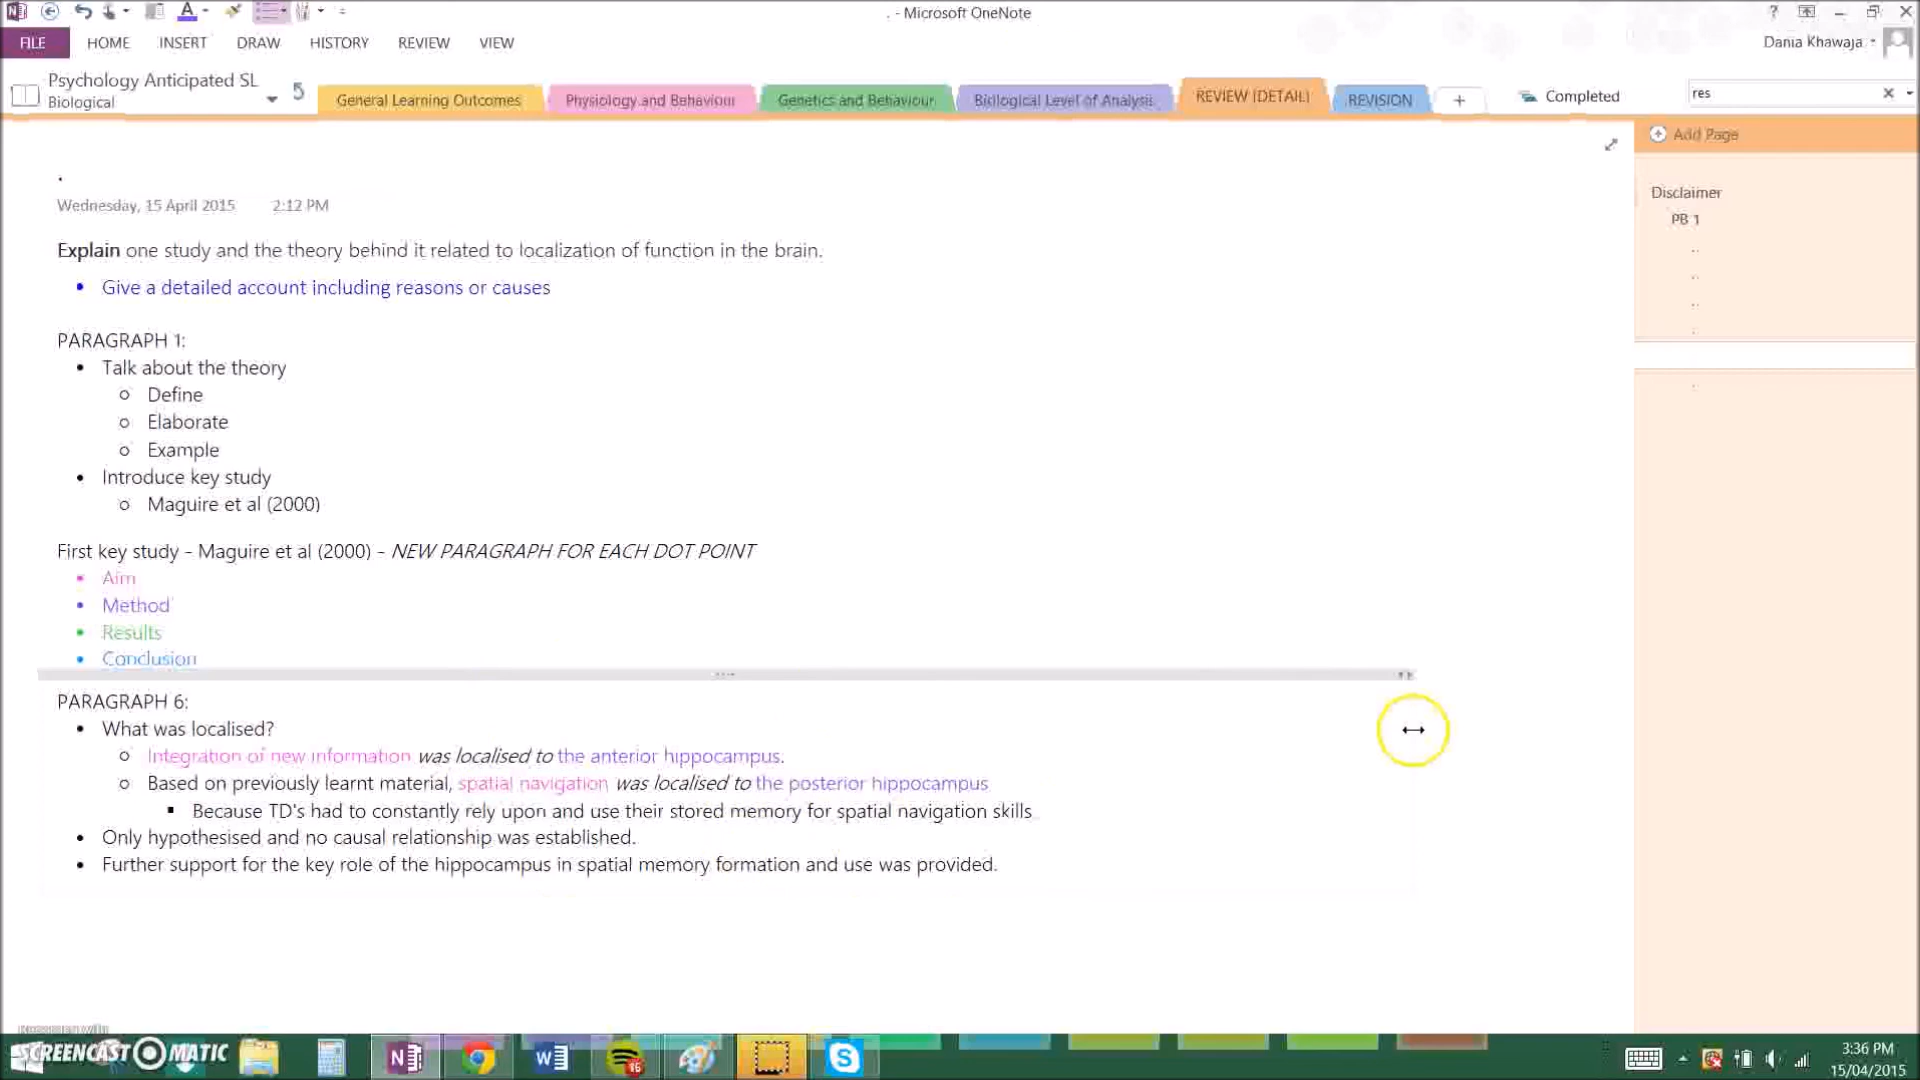 . - Microsoft OneNote
FILE HOME INSERT DRAW HISTORY REVIEW VIEW
Dania Khawaja
Psychology Anticipated SL
Biological
General Learning Outcomes
Physiology and Behaviour
Genetics and Behaviour
Biological Level of Analysis
REVIEW (DETAIL)
REVISION
Completed
res
Add Page
Disclaimer
PB 1
..
..
..
.
.
.
Wednesday, 15 April 2015 2:12 PM
Explain one study and the theory behind it related to localization of function in the brain.
• Give a detailed account including reasons or causes
PARAGRAPH 1:
• Talk about the theory
o Define
o Elaborate
o Example
• Introduce key study
o Maguire et al (2000)
First key study - Maguire et al (2000) - NEW PARAGRAPH FOR EACH DOT POINT
• Aim
• Method
• Results
• Conclusion
PARAGRAPH 6:
• What was localised?
o Integration of new information was localised to the anterior hippocampus.
o Based on previously learnt material, spatial navigation was localised to the posterior hippocampus
▪ Because TD's had to constantly rely upon and use their stored memory for spatial navigation skills
• Only hypothesised and no causal relationship was established.
• Further support for the key role of the hippocampus in spatial memory formation and use was provided.
SCREENCAST MATIC
16
3:36 PM
15/04/2015